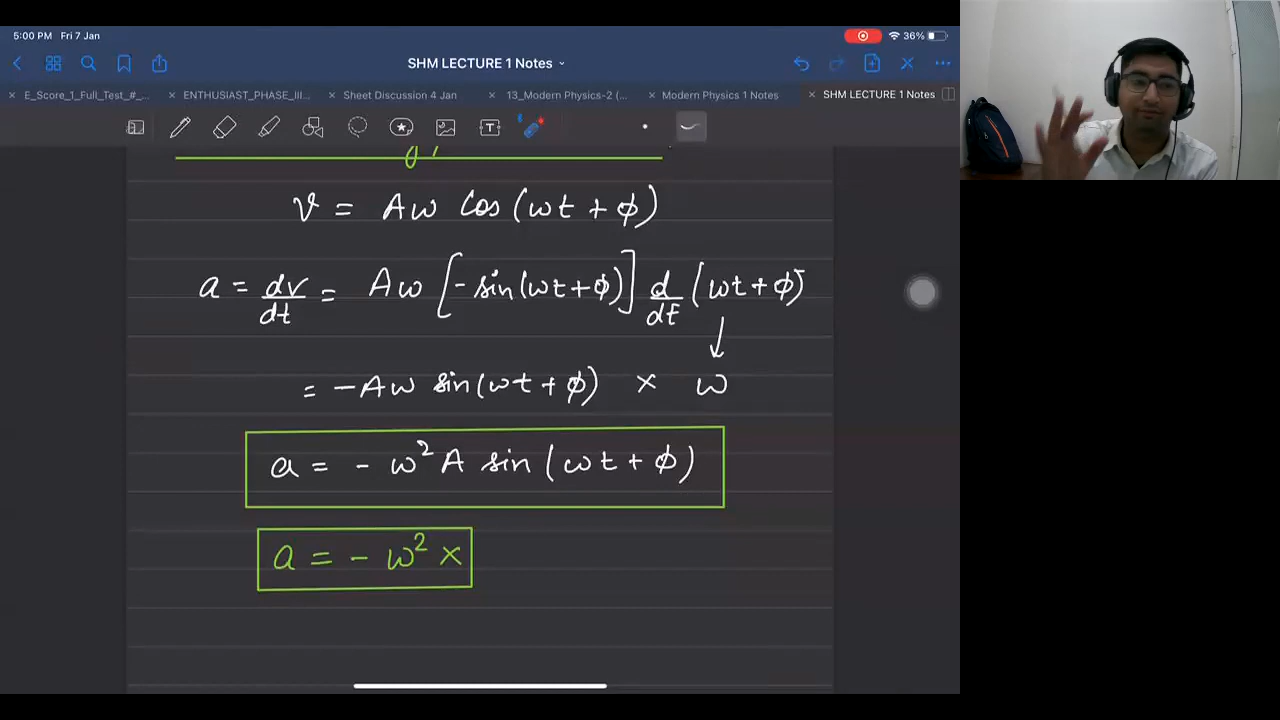 5:00 PM Fri 7 Jan
36%
SHM LECTURE 1 Notes
E_Score_1_Full_Test_#_...
ENTHUSIAST_PHASE_III...
Sheet Discussion 4 Jan
13_Modern Physics-2 (...
Modern Physics 1 Notes
SHM LECTURE 1 Notes
v = Aω cos(ωt + φ)
a = dv/dt = Aω [-sin(ωt+φ)] d/dt (ωt+φ)
= -Aω sin(ωt+φ) × ω
a = - ω² A sin(ωt + φ)
a = - ω² x